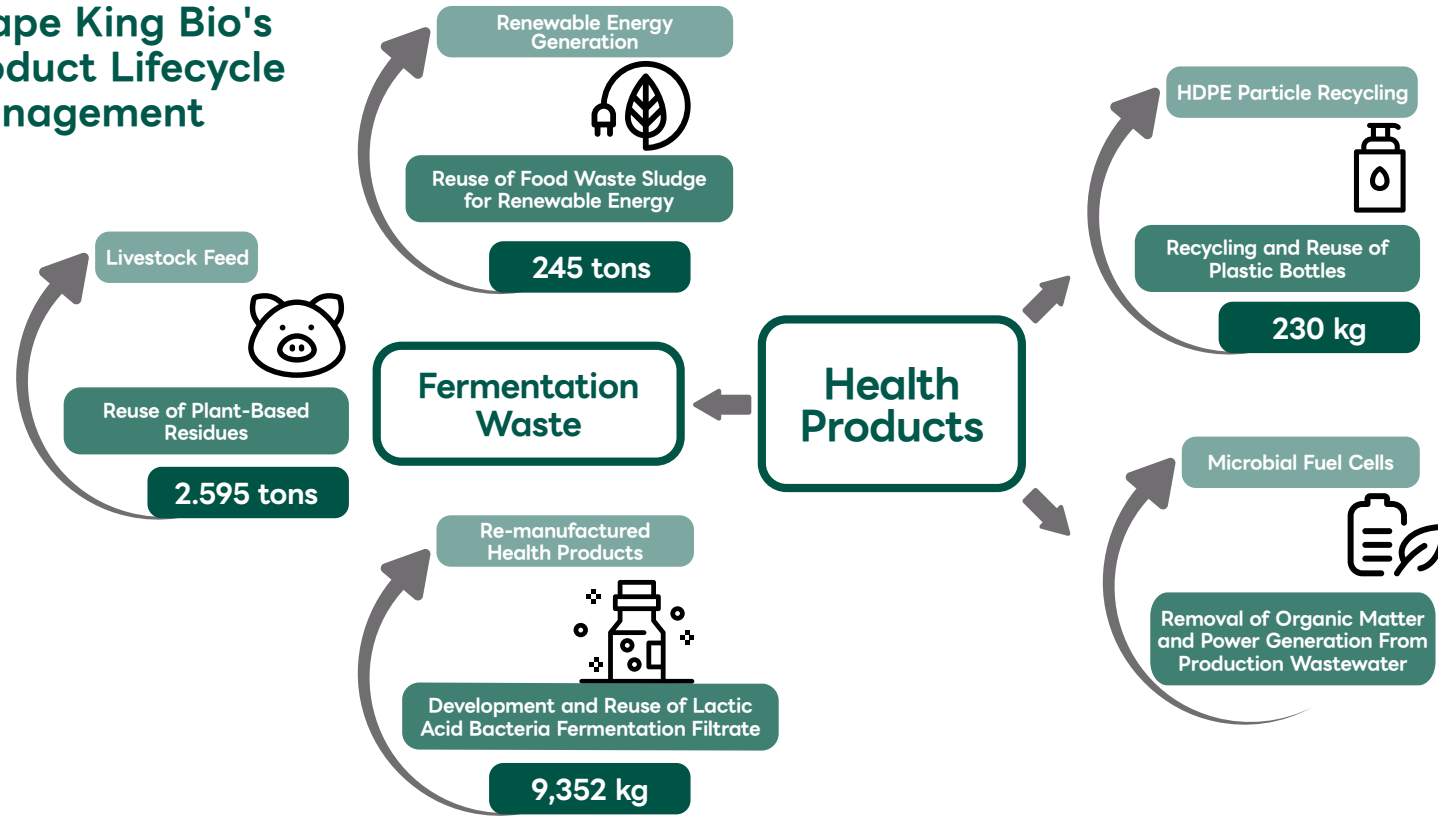 ape King Bio's
oduct Lifecycle
nagement
Renewable Energy
Generation
Reuse of Food Waste Sludge
for Renewable Energy
245 tons
Livestock Feed
Reuse of Plant-Based
Residues
2.595 tons
Fermentation
Waste
Health
Products
Re-manufactured
Health Products
Development and Reuse of Lactic
Acid Bacteria Fermentation Filtrate
9,352 kg
HDPE Particle Recycling
Recycling and Reuse of
Plastic Bottles
230 kg
Microbial Fuel Cells
Removal of Organic Matter
and Power Generation From
Production Wastewater